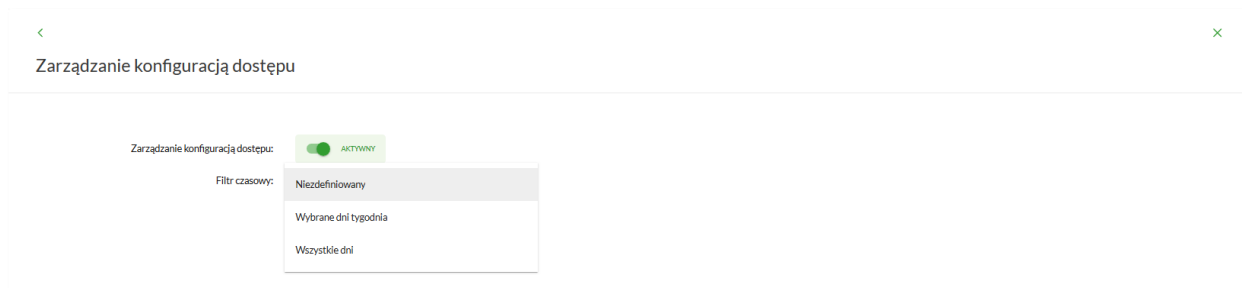 Zarządzanie konfiguracją dostępu
Zarządzanie konfiguracją dostępu:
AKTYWNY
Filtr czasowy:
Niezdefiniowany
Wybrane dni tygodnia
Wszystkie dni